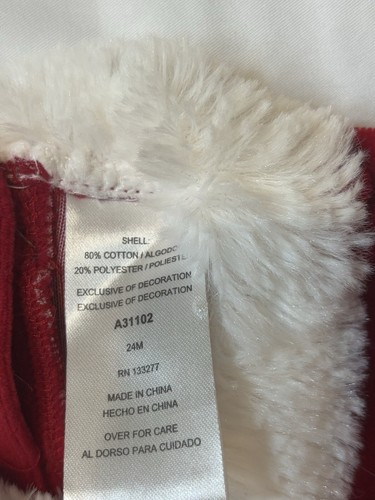 SHELL:
80% COTTON / ALGODO
20% POLYESTER / POLIESTE
EXCLUSIVE OF DECORATION
EXCLUSIVE OF DECORATION
A31102
24M
RN 133277
MADE IN CHINA
HECHO EN CHINA
OVER FOR CARE
AL DORSO PARA CUIDADO